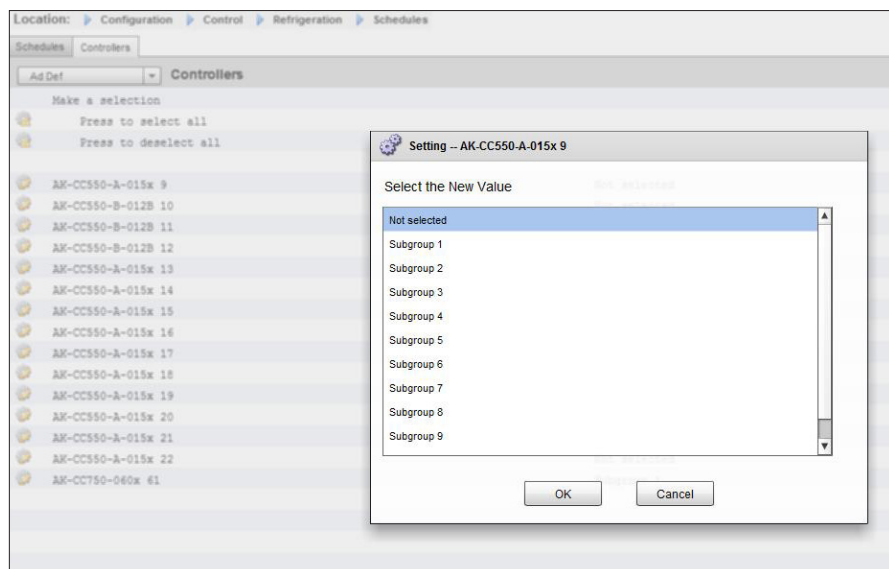 Location: Configuration Control Refrigeration Schedules
Schedules Controllers
Ad Def Controllers
Make a selection
Press to select all
Press to deselect all
AK-CC550-A-015x 9 Not selected
AK-CC550-B-012B 10
AK-CC550-B-012B 11
AK-CC550-B-012B 12
AK-CC550-A-015x 13
AK-CC550-A-015x 14
AK-CC550-A-015x 15
AK-CC550-A-015x 16
AK-CC550-A-015x 17
AK-CC550-A-015x 18
AK-CC550-A-015x 19
AK-CC550-A-015x 20
AK-CC550-A-015x 21
AK-CC550-A-015x 22 Not selected
AK-CC750-060x 61
Setting -- AK-CC550-A-015x 9
Select the New Value
Not selected
Subgroup 1
Subgroup 2
Subgroup 3
Subgroup 4
Subgroup 5
Subgroup 6
Subgroup 7
Subgroup 8
Subgroup 9
OK Cancel